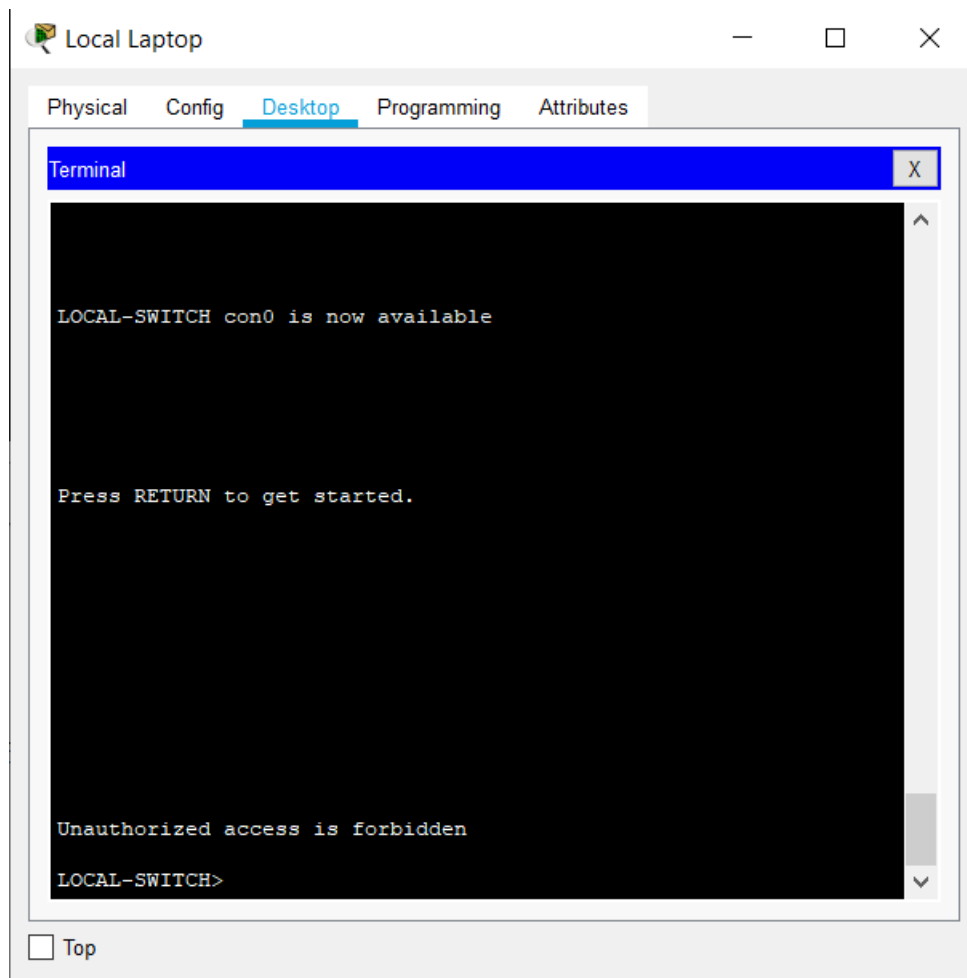 Local Laptop
Physical Config Desktop Programming Attributes
Terminal X
LOCAL-SWITCH con0 is now available
Press RETURN to get started.
Unauthorized access is forbidden
LOCAL-SWITCH>
Top